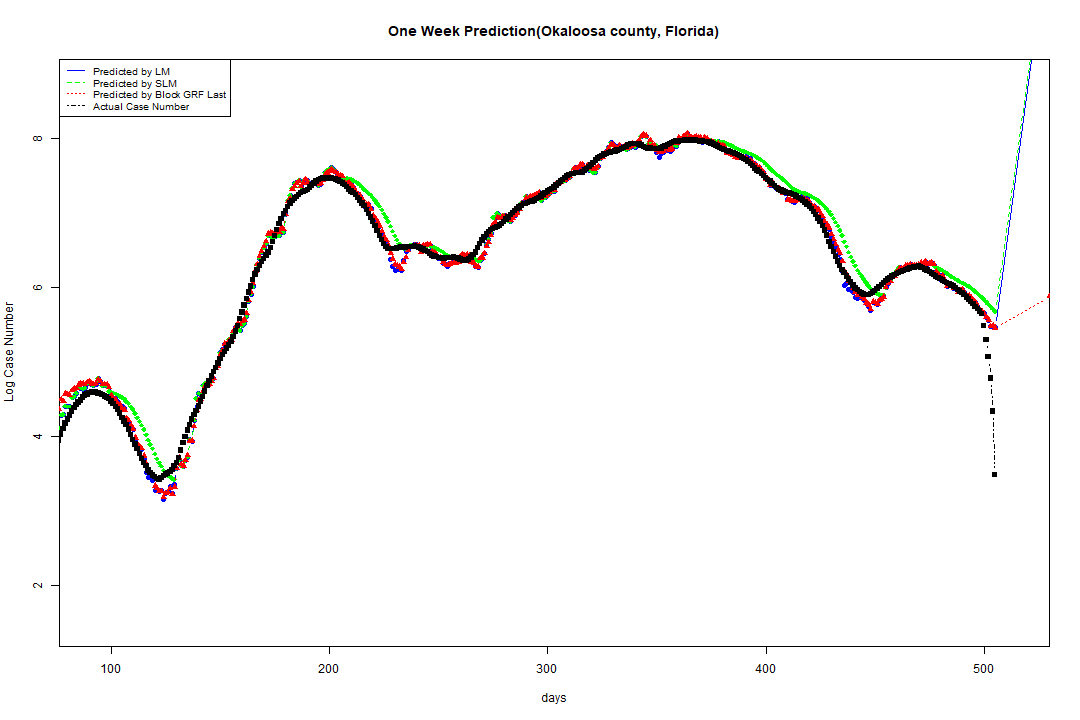 One Week Prediction(Okaloosa county, Florida)
Predicted by LM
Predicted by SLM
Predicted by Block GRF Last
Actual Case Number
8
6
4
2
Log Case Number
100 200 300 400 500
days